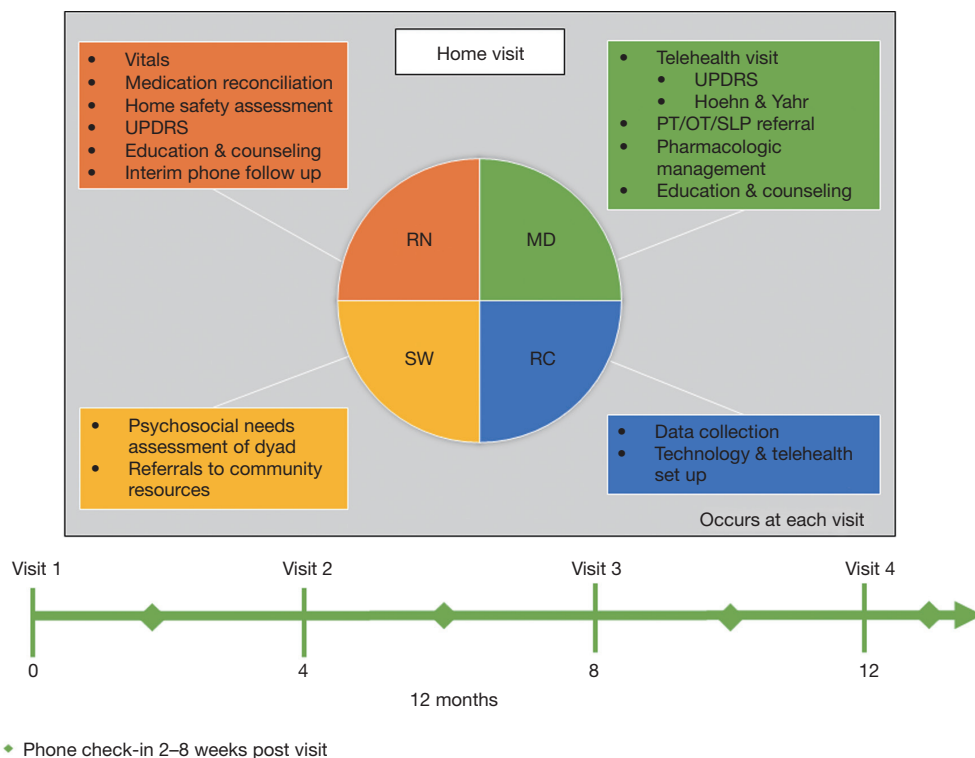 Home visit
• Vitals
• Medication reconciliation
• Home safety assessment
• UPDRS
• Education & counseling
• Interim phone follow up
• Telehealth visit
• UPDRS
• Hoehn & Yahr
• PT/OT/SLP referral
• Pharmacologic
management
• Education & counseling
RN
MD
SW
RC
• Psychosocial needs
assessment of dyad
• Referrals to community
resources
• Data collection
• Technology & telehealth
set up
Occurs at each visit
Visit 1
Visit 2
Visit 3
Visit 4
0
4
8
12
12 months
Phone check-in 2–8 weeks post visit